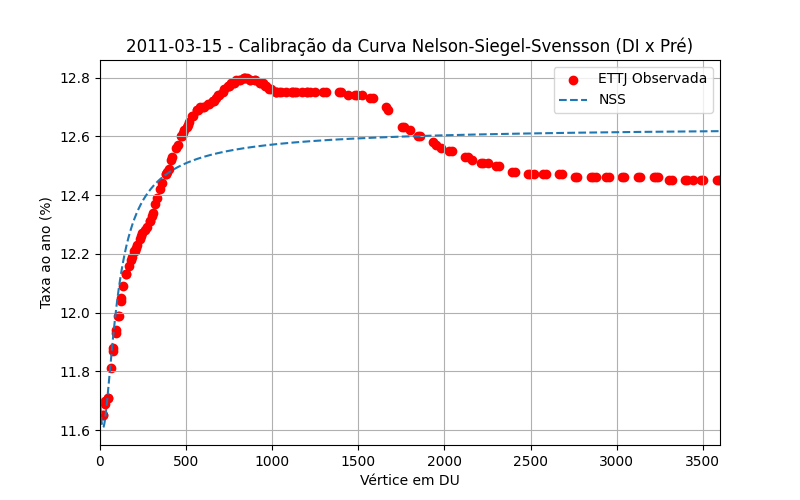 2011-03-15 - Calibração da Curva Nelson-Siegel-Svensson (DI x Pré)
ETTJ Observada
NSS
Taxa ao ano (%)
12.8
12.6
12.4
12.2
12.0
11.8
11.6
0 500 1000 1500 2000 2500 3000 3500
Vértice em DU